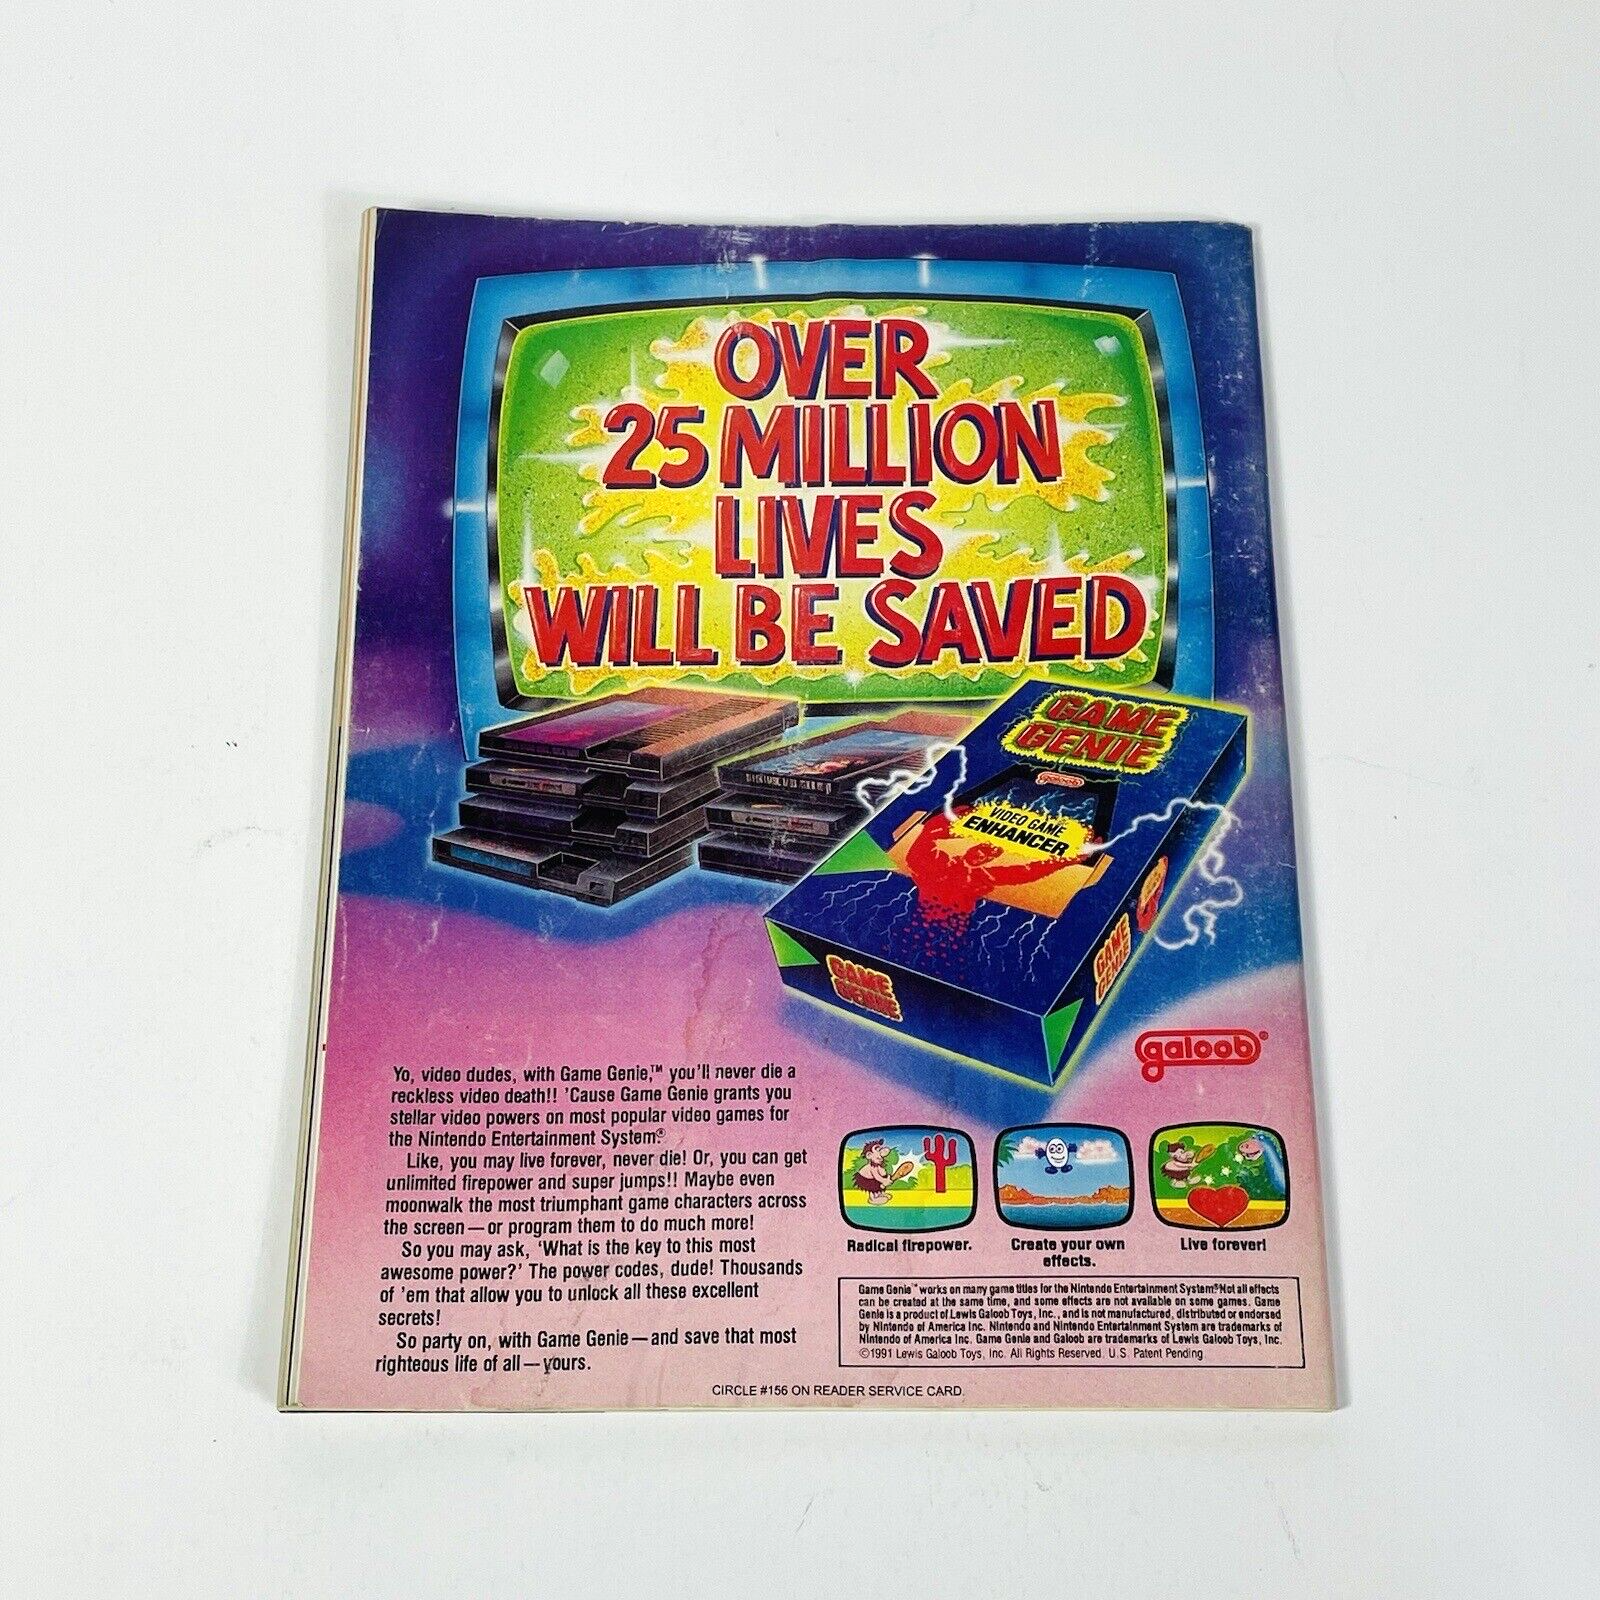 OVER
25 MILLION
LIVES
WILL BE SAVED
GAME
GENIE
galoob
VIDEO GAME
ENHANCER
GAME
GENIE
GAME
GENIE
galoob®
Yo, video dudes, with Game Genie,™ you'll never die a
reckless video death!! 'Cause Game Genie grants you
stellar video powers on most popular video games for
the Nintendo Entertainment System.®
Like, you may live forever, never die! Or, you can get
unlimited firepower and super jumps!! Maybe even
moonwalk the most triumphant game characters across
the screen — or program them to do much more!
So you may ask, 'What is the key to this most
awesome power?' The power codes, dude! Thousands
of 'em that allow you to unlock all these excellent
secrets!
So party on, with Game Genie — and save that most
righteous life of all — yours.
Radical firepower.
Create your own
effects.
Live forever!
Game Genie™ works on many game titles for the Nintendo Entertainment System.® Not all effects
can be created at the same time, and some effects are not available on some games. Game
Genie is a product of Lewis Galoob Toys, Inc., and is not manufactured, distributed or endorsed
by Nintendo of America Inc. Nintendo and Nintendo Entertainment System are trademarks of
Nintendo of America Inc. Game Genie and Galoob are trademarks of Lewis Galoob Toys, Inc.
©1991 Lewis Galoob Toys, Inc. All Rights Reserved. U.S. Patent Pending
CIRCLE #156 ON READER SERVICE CARD.